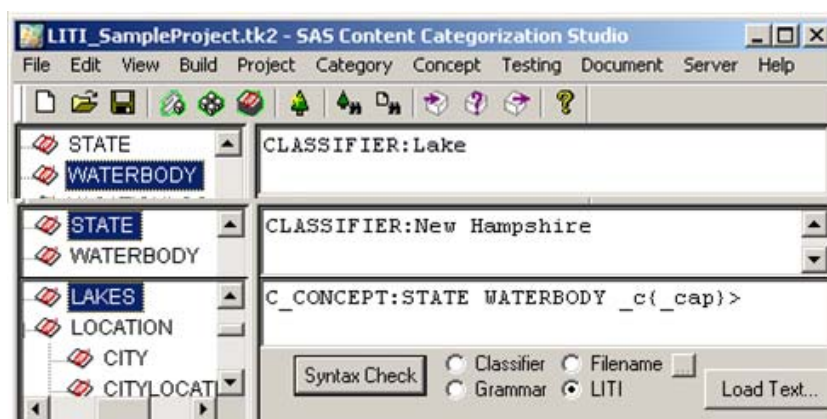 LITI_SampleProject.tk2 - SAS Content Categorization Studio
File Edit View Build Project Category Concept Testing Document Server Help
STATE
CLASSIFIER:Lake
WATERBODY
STATE
CLASSIFIER:New Hampshire
WATERBODY
LAKES
C_CONCEPT:STATE WATERBODY _c{_cap}>
LOCATION
CITY
CITYLOCAT
Syntax Check
Classifier Filename ...
Grammar LITI
Load Text...